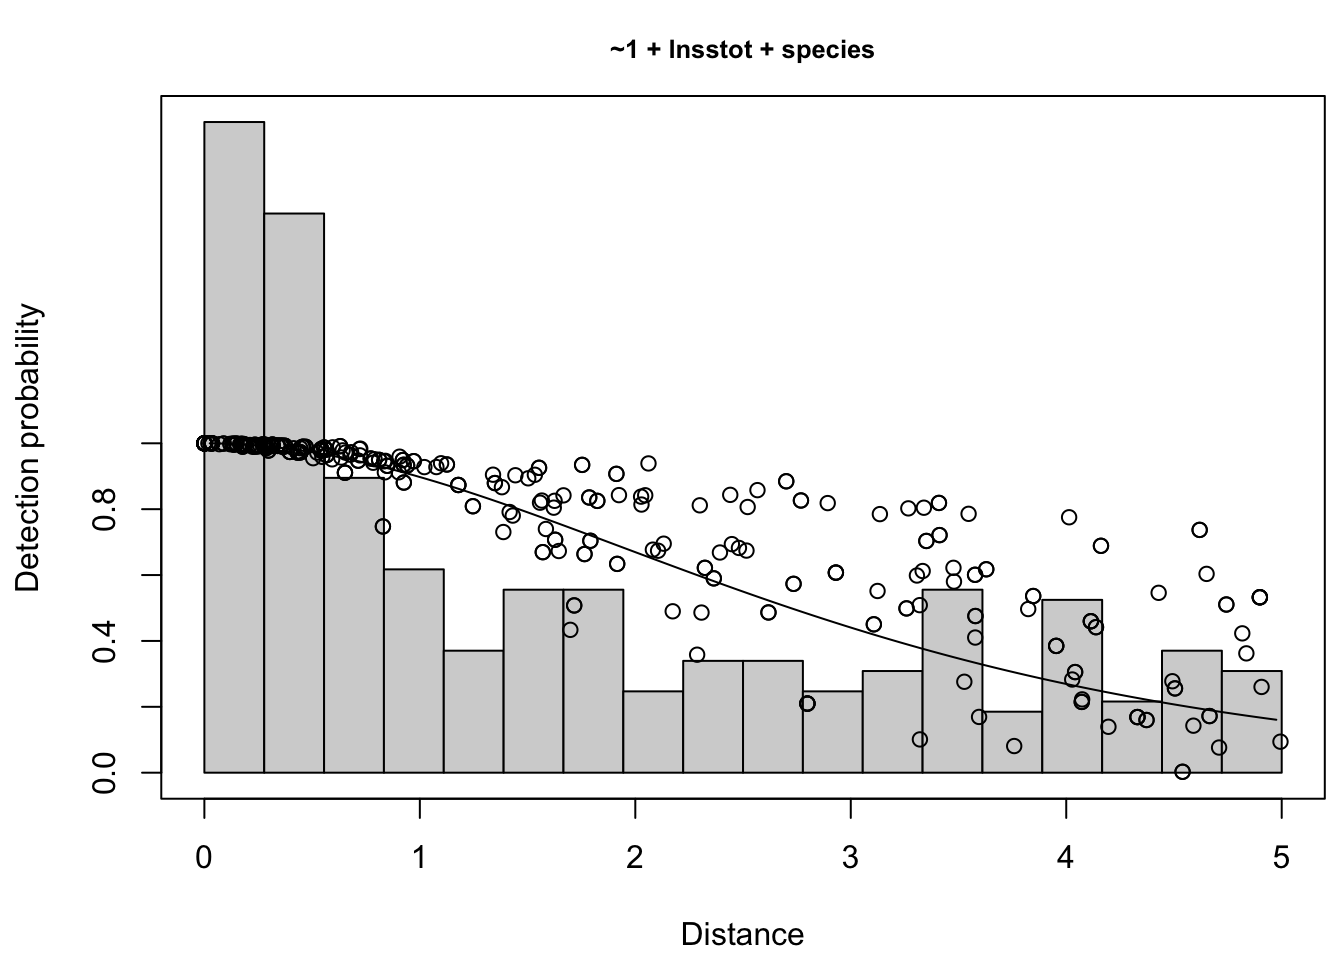 ~1 + lnsstot + species
Detection probability
0.8
0.4
0.0
0 1 2 3 4 5
Distance